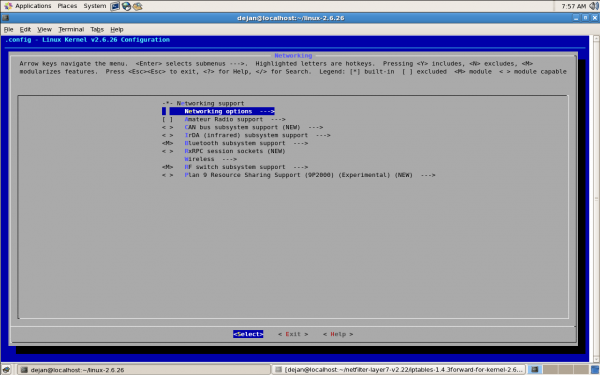 Applications Places System 7:57 AM
dejan@localhost:~/linux-2.6.26
File Edit View Terminal Tabs Help
.config - Linux Kernel v2.6.26 Configuration
Networking
Arrow keys navigate the menu. <Enter> selects submenus --->. Highlighted letters are hotkeys. Pressing <Y> includes, <N> excludes, <M>
modularizes features. Press <Esc><Esc> to exit, <?> for Help, </> for Search. Legend: [*] built-in [ ] excluded <M> module < > module capable
-*- Networking support
Networking options --->
[ ] Amateur Radio support --->
< > CAN bus subsystem support (NEW) --->
< > IrDA (infrared) subsystem support --->
<M> Bluetooth subsystem support --->
< > RxRPC session sockets (NEW)
Wireless --->
<M> RF switch subsystem support --->
< > Plan 9 Resource Sharing Support (9P2000) (Experimental) (NEW) --->
<Select> < Exit > < Help >
dejan@localhost:~/linux-2.6.26 [dejan@localhost:~/netfilter-layer7-v2.22/iptables-1.4.3forward-for-kernel-2.6...